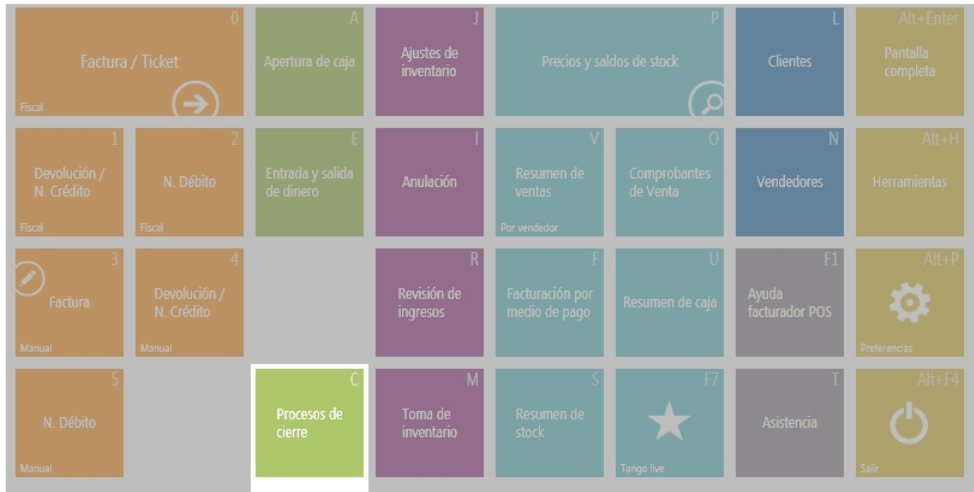 0
Factura / Ticket
Fiscal
A
Apertura de caja
J
Ajustes de
inventario
P
Precios y saldos de stock
L
Clientes
Alt+Enter
Pantalla
completa
1
Devolución /
N. Crédito
Fiscal
2
N. Débito
Fiscal
E
Entrada y salida
de dinero
I
Anulación
V
Resumen de
ventas
Por vendedor
O
Comprobantes
de Venta
N
Vendedores
Alt+H
Herramientas
3
Factura
Manual
4
Devolución /
N. Crédito
Manual
R
Revisión de
ingresos
F
Facturación por
medio de pago
U
Resumen de caja
F1
Ayuda
facturador POS
Alt+P
Preferencias
5
N. Débito
Manual
C
Procesos de
cierre
M
Toma de
inventario
S
Resumen de
stock
F7
Tango live
T
Asistencia
Alt+F4
Salir